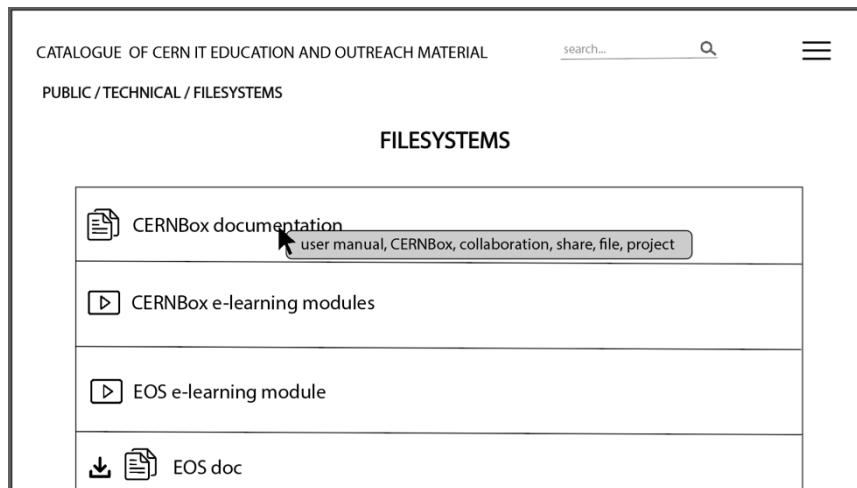 CATALOGUE OF CERN IT EDUCATION AND OUTREACH MATERIAL
search...
PUBLIC / TECHNICAL / FILESYSTEMS
FILESYSTEMS
CERNBox documentation
user manual, CERNBox, collaboration, share, file, project
CERNBox e-learning modules
EOS e-learning module
EOS doc